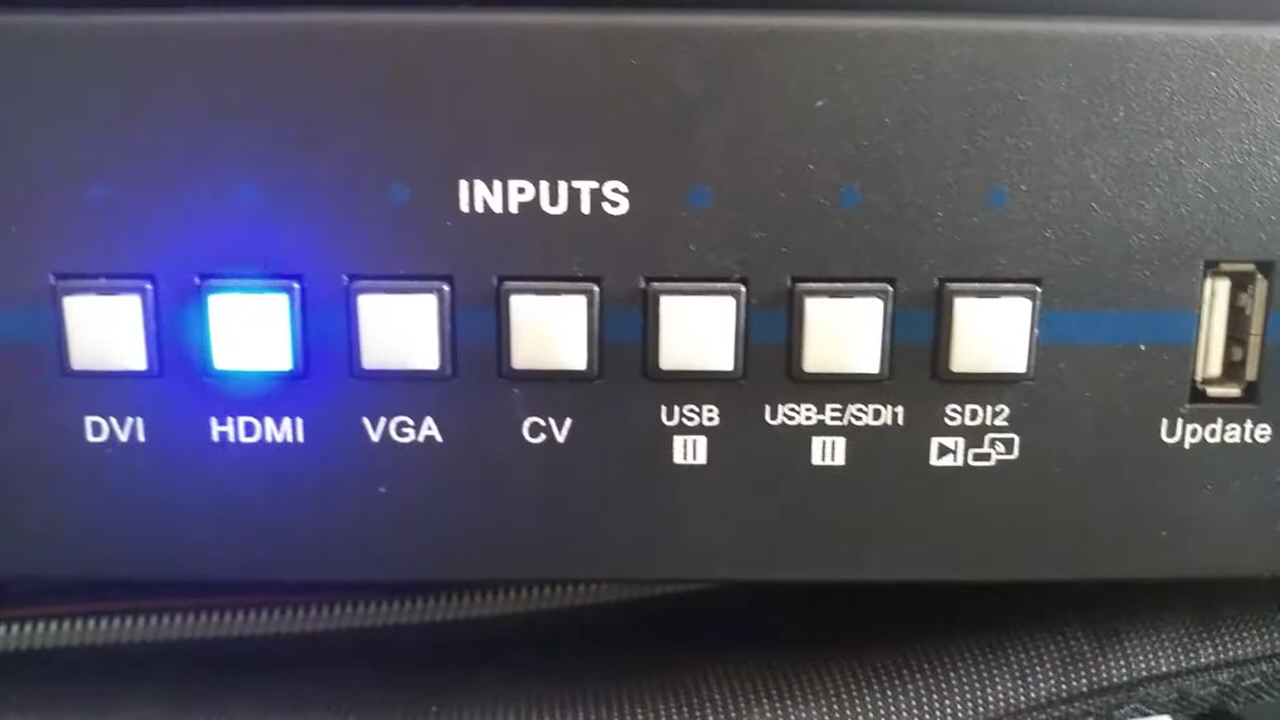 INPUTS
DVI
HDMI
VGA
CV
USB
USB-E/SDI1
SDI2
Update